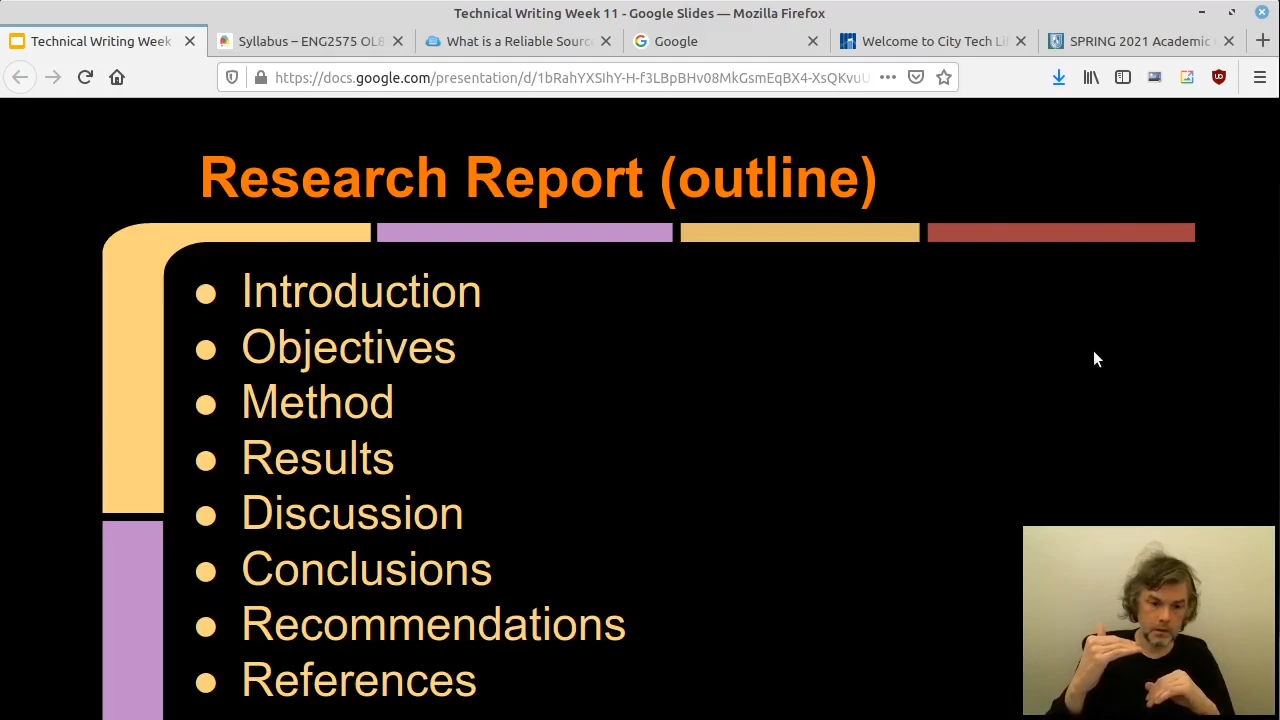 Technical Writing Week 11 - Google Slides — Mozilla Firefox
Technical Writing Week
Syllabus – ENG2575 OL8
What is a Reliable Sourc
Google
Welcome to City Tech Li
SPRING 2021 Academic
https://docs.google.com/presentation/d/1bRahYXSIhY-H-f3LBpBHv08MkGsmEqBX4-XsQKvuU
Research Report (outline)
● Introduction
● Objectives
● Method
● Results
● Discussion
● Conclusions
● Recommendations
● References